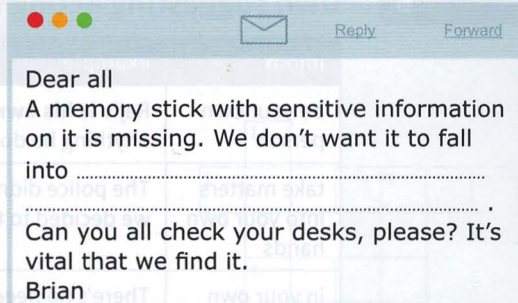 Reply Forward
Dear all
A memory stick with sensitive information
on it is missing. We don't want it to fall
into ................................................
................................................ .
Can you all check your desks, please? It's
vital that we find it.
Brian